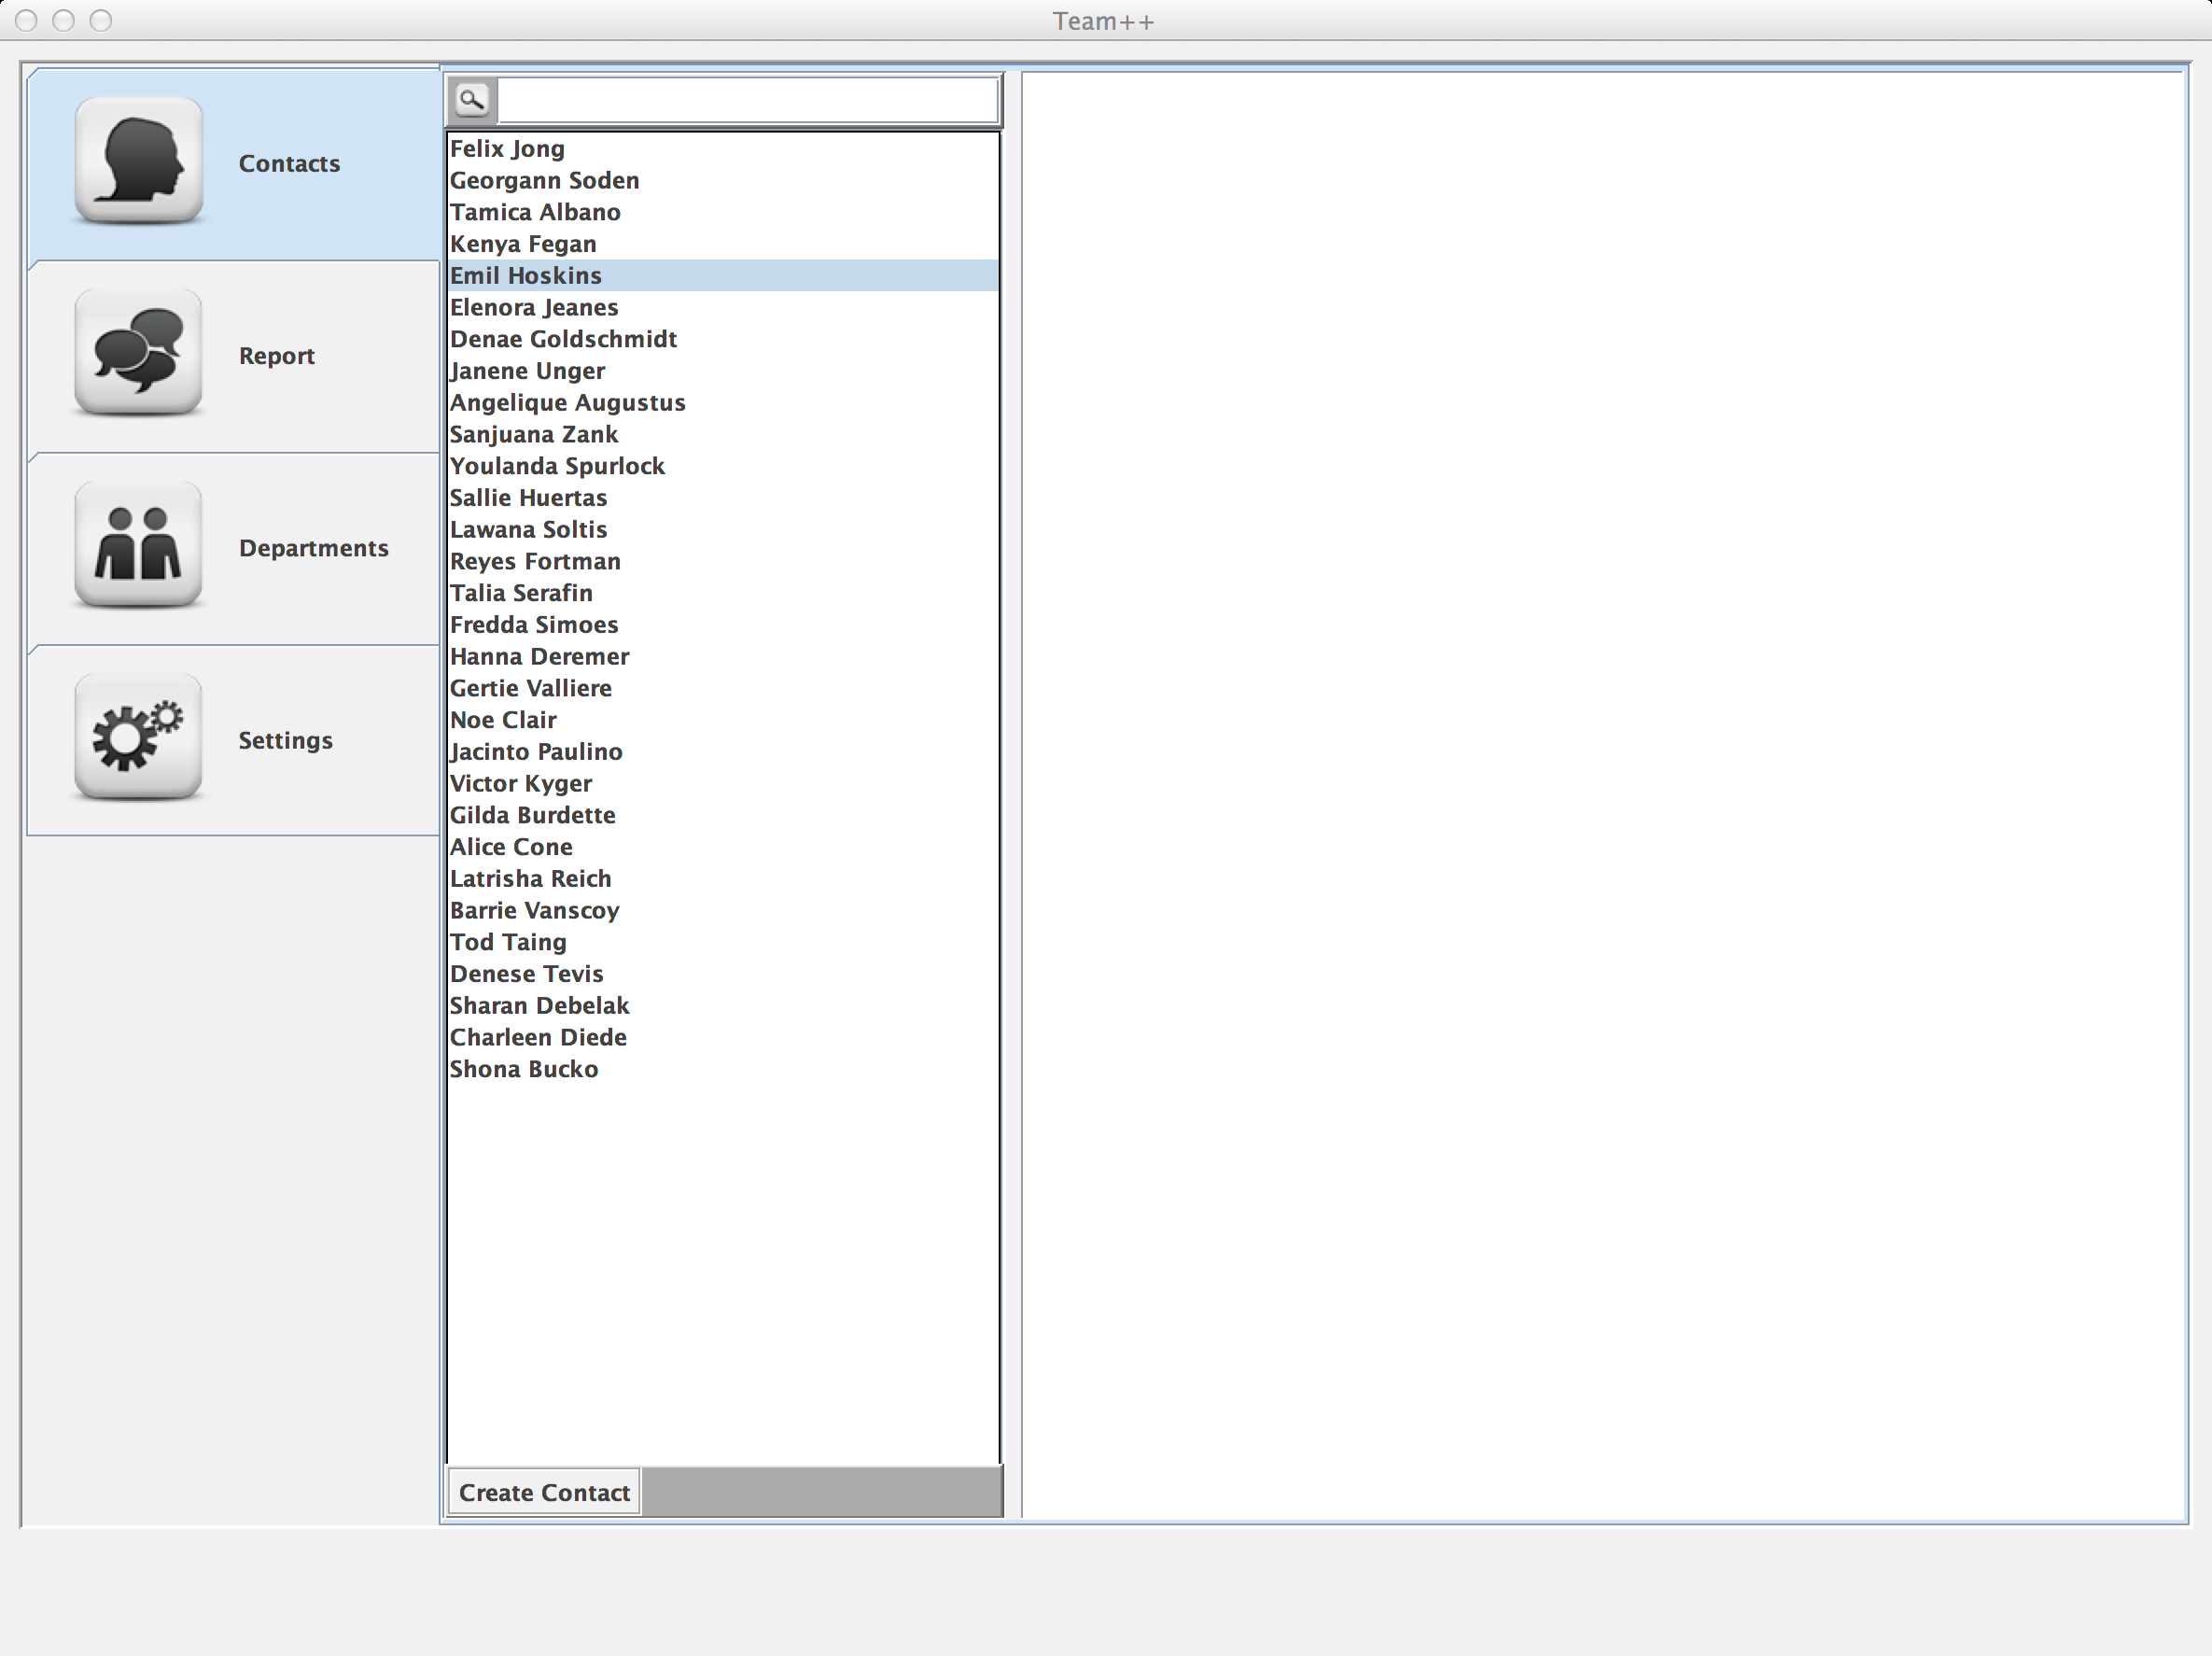 Team++
Contacts
Report
Departments
Settings
Felix Jong
Georgann Soden
Tamica Albano
Kenya Fegan
Emil Hoskins
Elenora Jeanes
Denae Goldschmidt
Janene Unger
Angelique Augustus
Sanjuana Zank
Youlanda Spurlock
Sallie Huertas
Lawana Soltis
Reyes Fortman
Talia Serafin
Fredda Simoes
Hanna Deremer
Gertie Valliere
Noe Clair
Jacinto Paulino
Victor Kyger
Gilda Burdette
Alice Cone
Latrisha Reich
Barrie Vanscoy
Tod Taing
Denese Tevis
Sharan Debelak
Charleen Diede
Shona Bucko
Create Contact